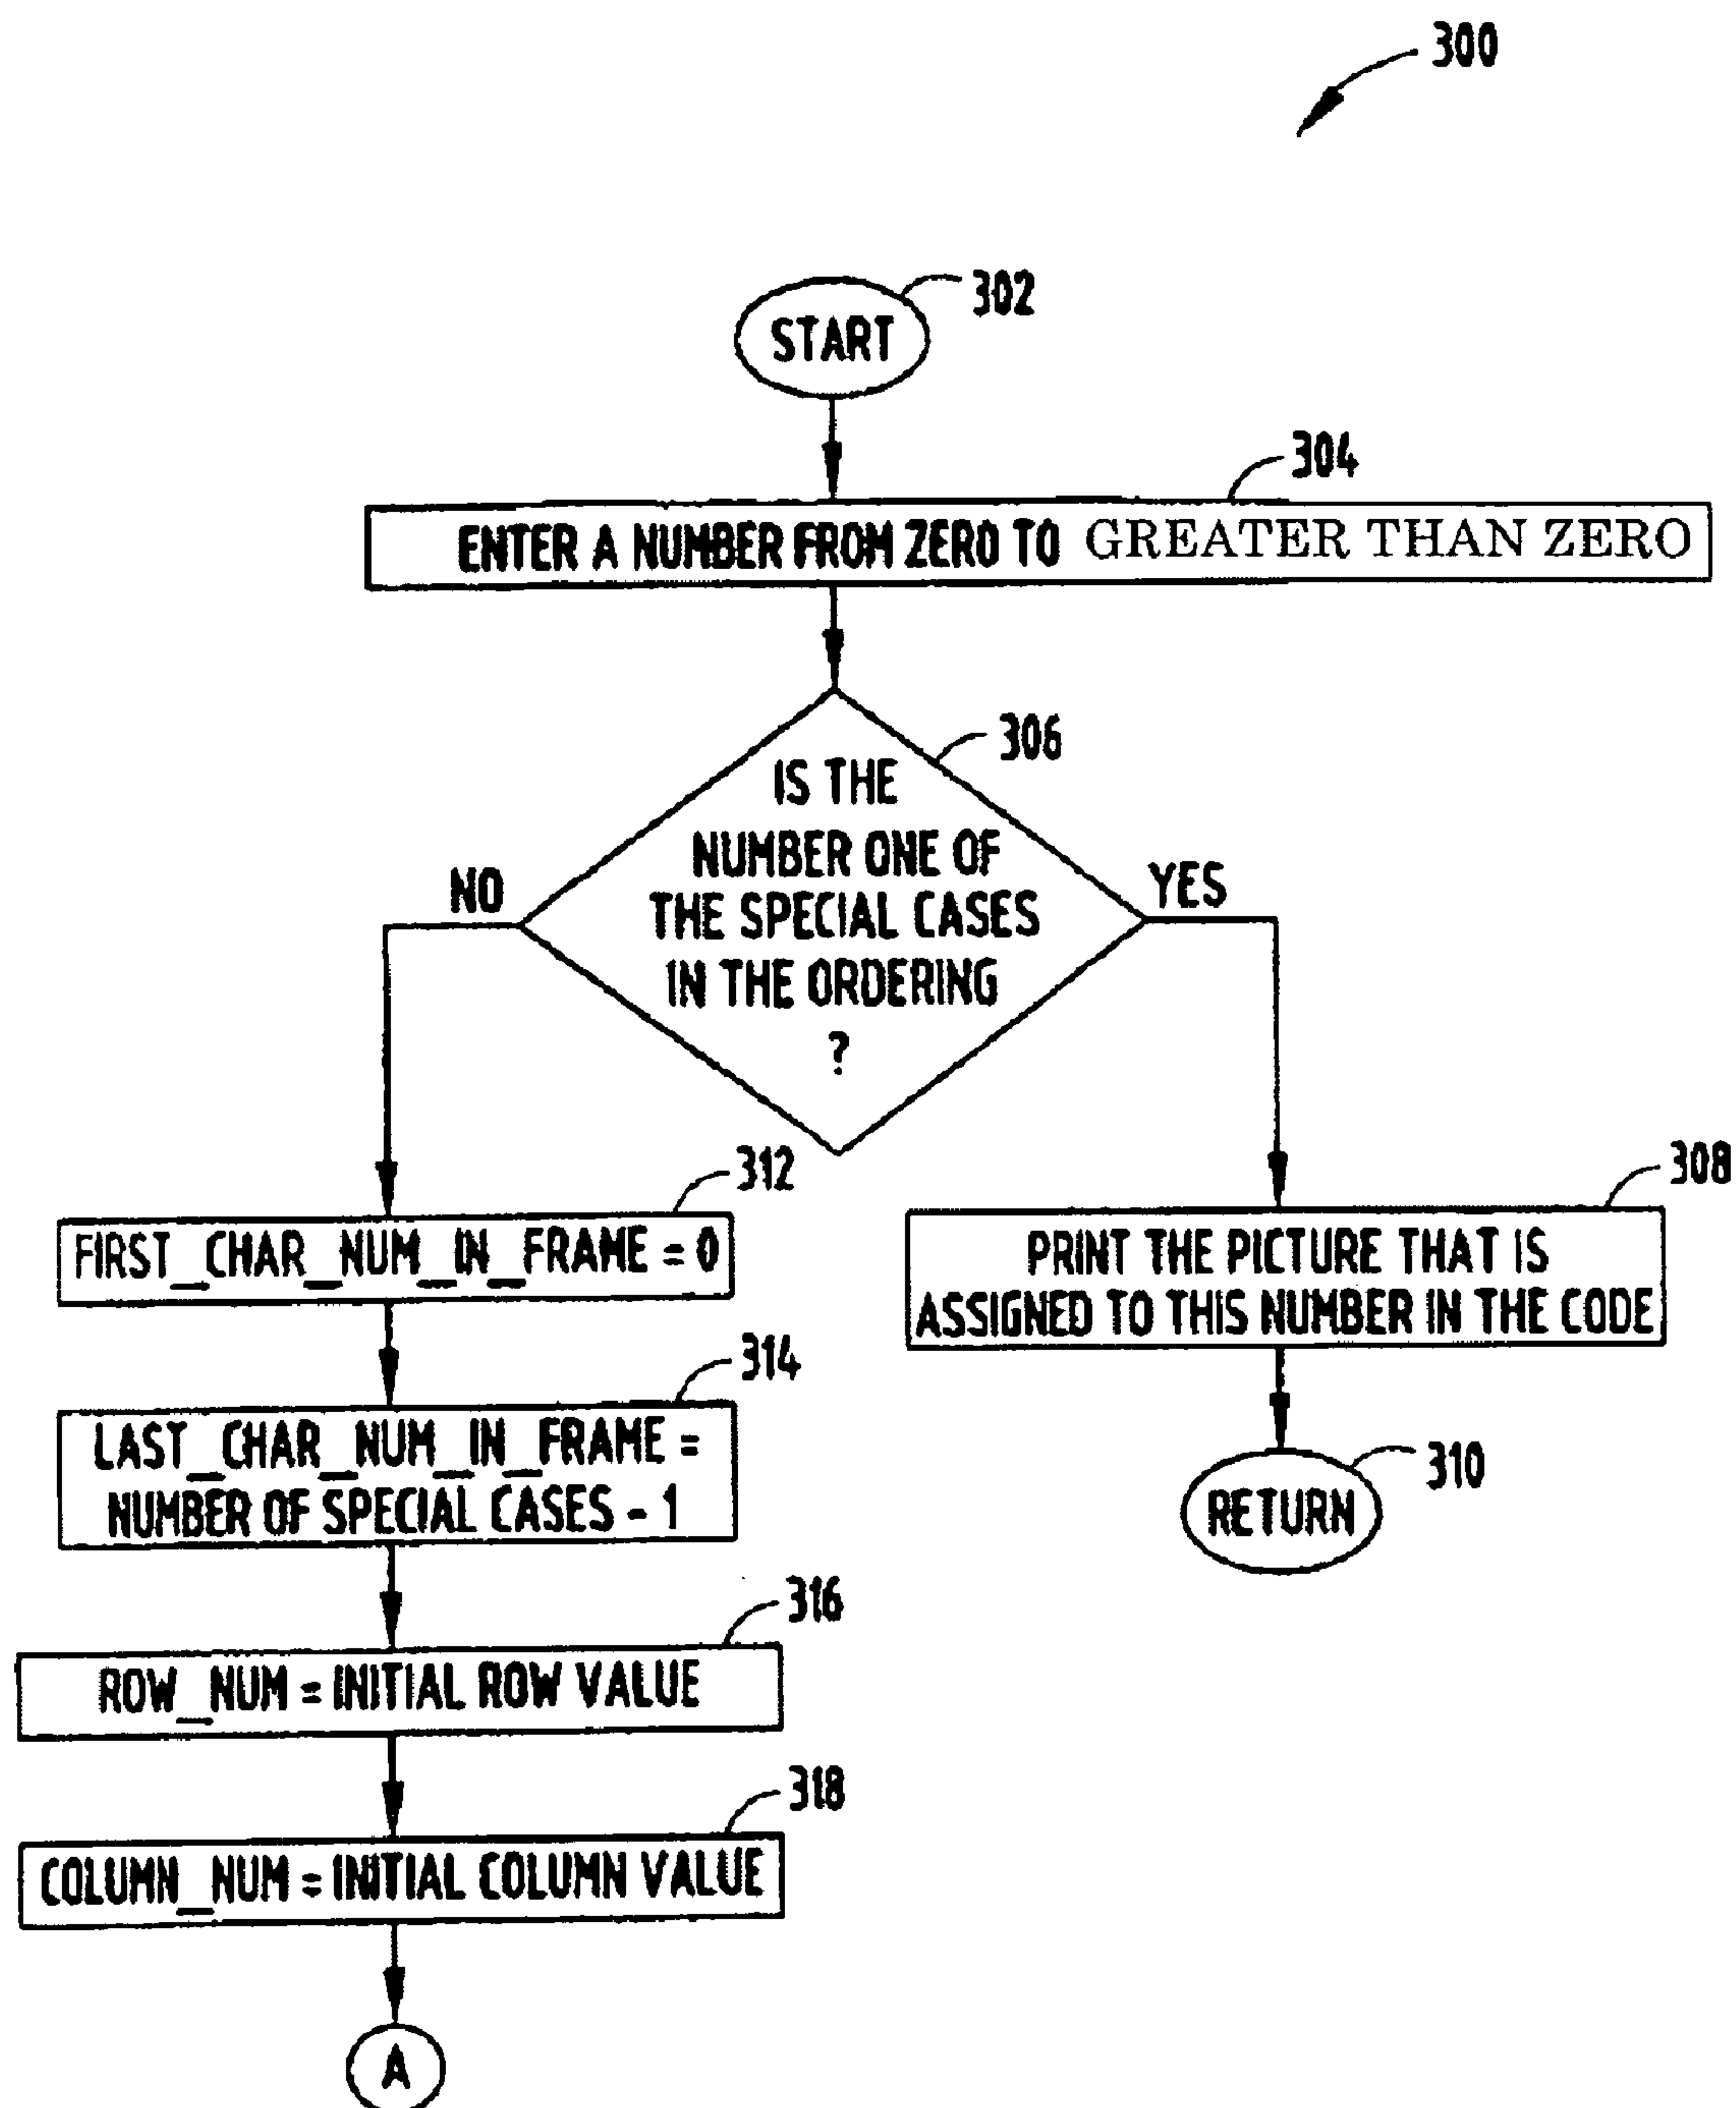 300
302
START
304
ENTER A NUMBER FROM ZERO TO GREATER THAN ZERO
306
IS THE
NUMBER ONE OF
THE SPECIAL CASES
IN THE ORDERING
?
NO
YES
312
FIRST_CHAR_NUM_IN_FRAME = 0
308
PRINT THE PICTURE THAT IS
ASSIGNED TO THIS NUMBER IN THE CODE
314
LAST_CHAR_NUM_IN_FRAME =
NUMBER OF SPECIAL CASES - 1
310
RETURN
316
ROW_NUM = INITIAL ROW VALUE
318
COLUMN_NUM = INITIAL COLUMN VALUE
A